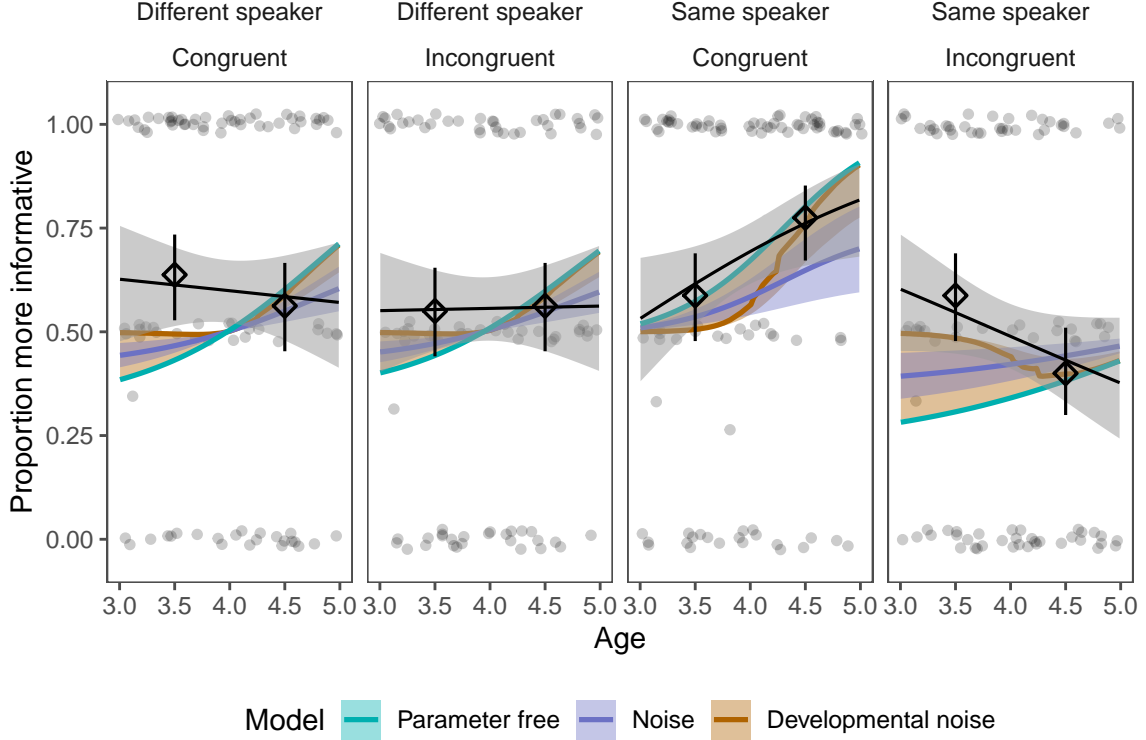 Different speaker Different speaker Same speaker Same speaker
Congruent Incongruent Congruent Incongruent
Proportion more informative
1.00
0.75
0.50
0.25
0.00
3.0 3.5 4.0 4.5 5.0 3.0 3.5 4.0 4.5 5.0 3.0 3.5 4.0 4.5 5.0 3.0 3.5 4.0 4.5 5.0
Age
Model Parameter free Noise Developmental noise